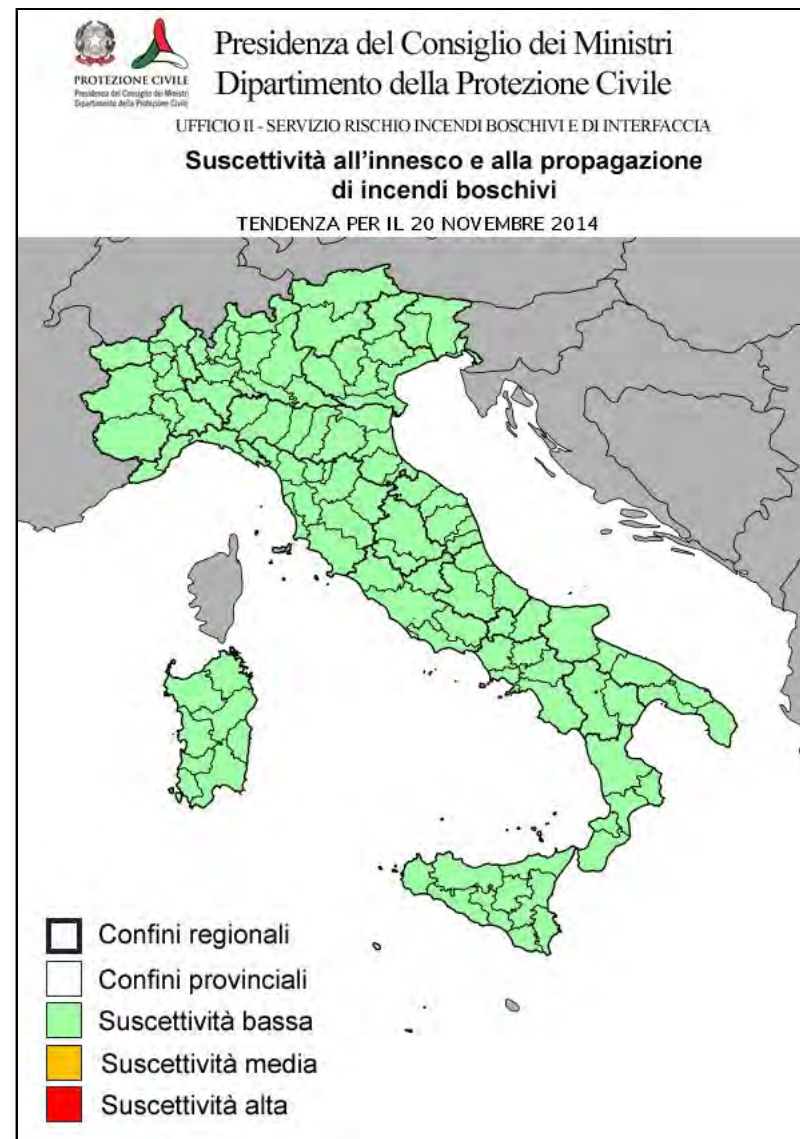 Presidenza del Consiglio dei Ministri
Dipartimento della Protezione Civile
PROTEZIONE CIVILE
Presidenza del Consiglio dei Ministri
Dipartimento della Protezione Civile
UFFICIO II - SERVIZIO RISCHIO INCENDI BOSCHIVI E DI INTERFACCIA
Suscettività all'innesco e alla propagazione
di incendi boschivi
TENDENZA PER IL 20 NOVEMBRE 2014
Confini regionali
Confini provinciali
Suscettività bassa
Suscettività media
Suscettività alta